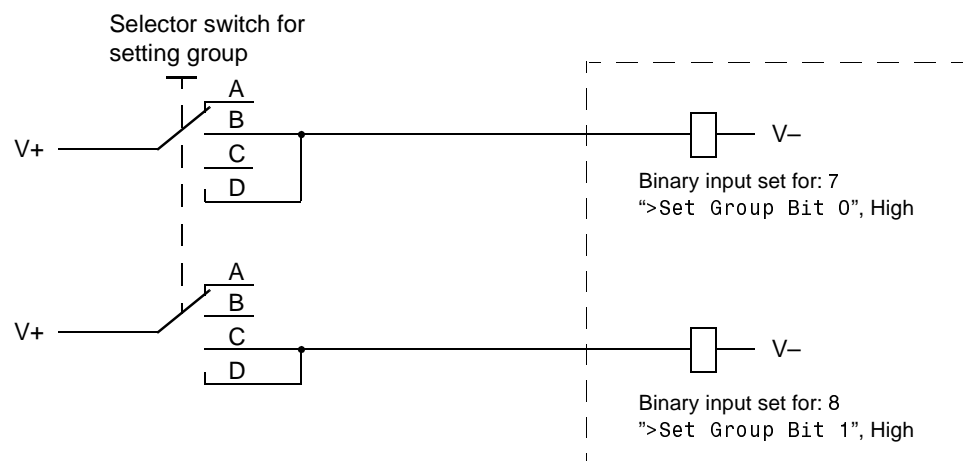 Selector switch for
setting group
A
B
V+
V–
C
D
Binary input set for: 7
“>Set Group Bit 0”, High
A
B
V+
C
V–
D
Binary input set for: 8
”>Set Group Bit 1”, High